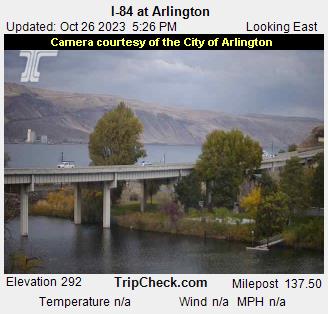 I-84 at Arlington
Updated: Oct 26 2023 5:26 PM Looking East
Camera courtesy of the City of Arlington
Elevation 292 TripCheck.com Milepost 137.50
Temperature n/a Wind n/a MPH n/a